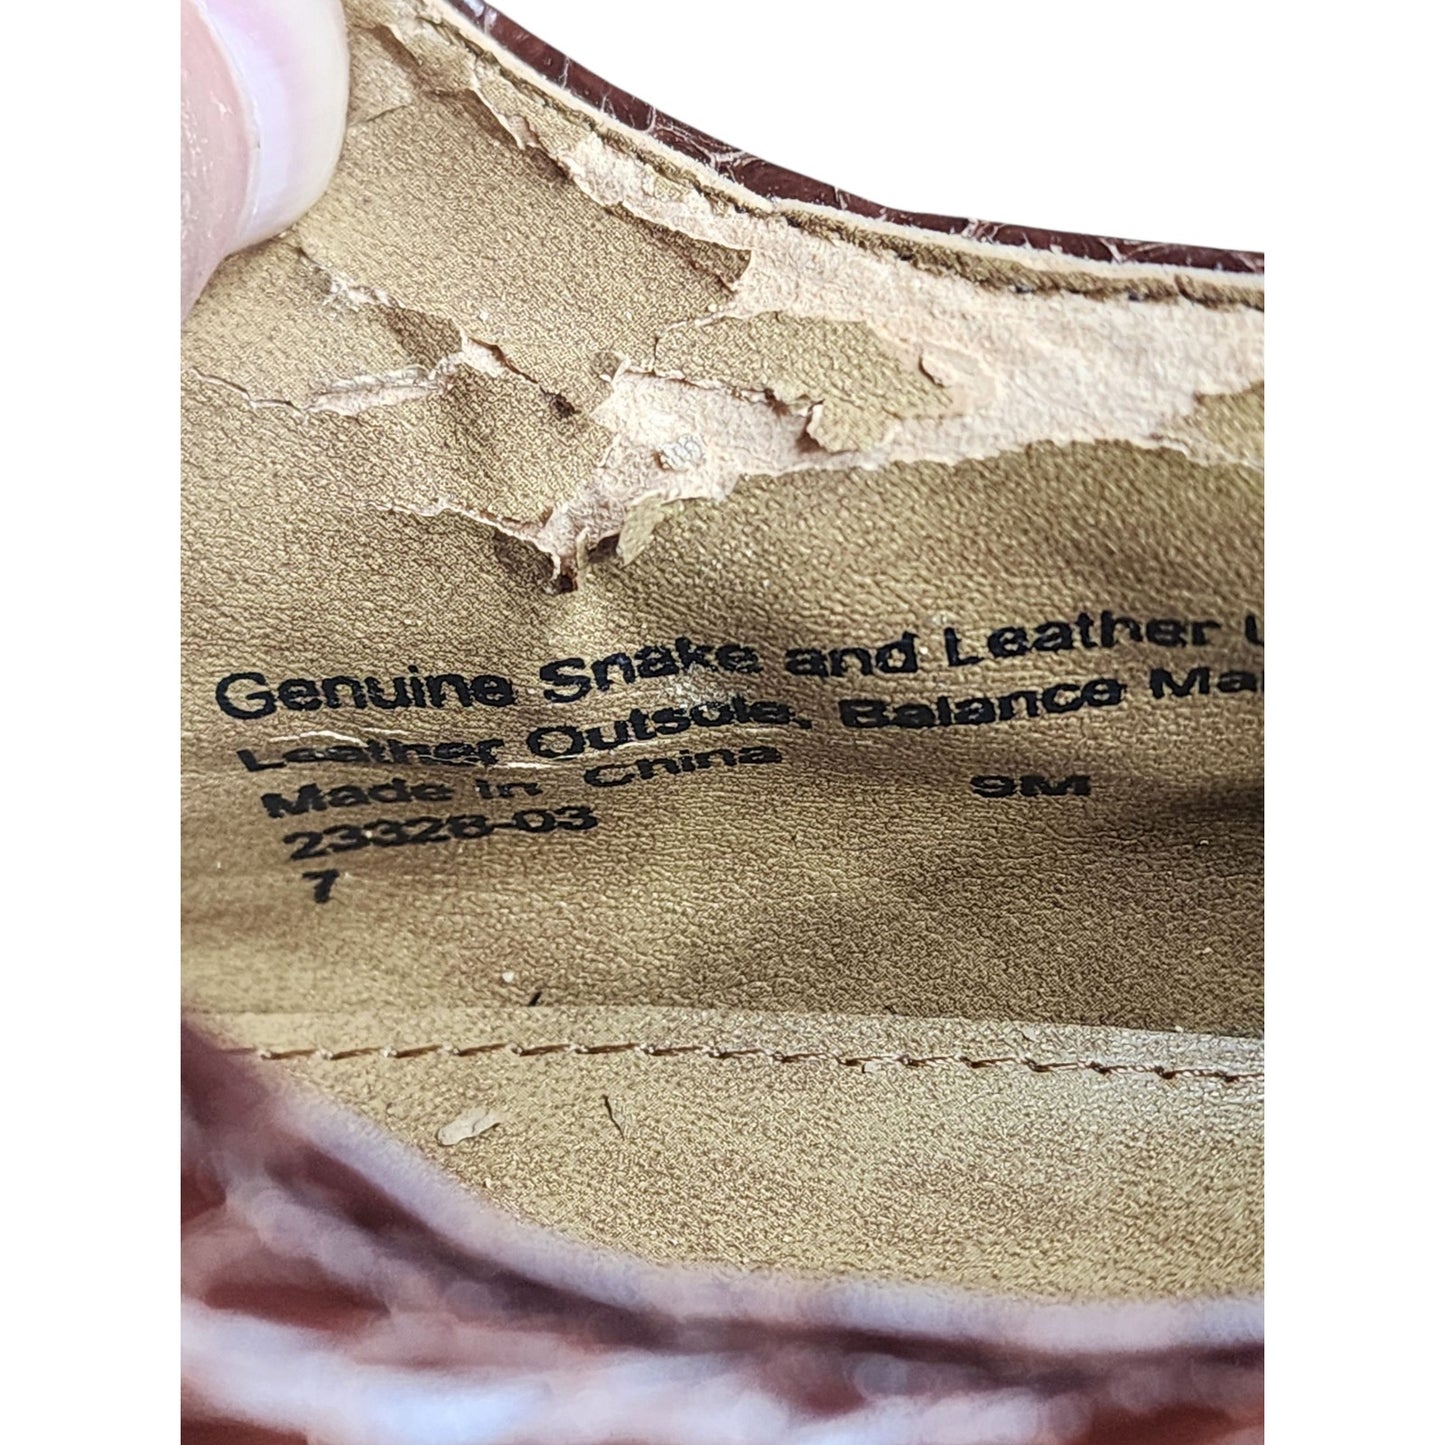 Genuine Snake and Leather
Leather Outsole, Balance
Made in China 9M
23328-03
7